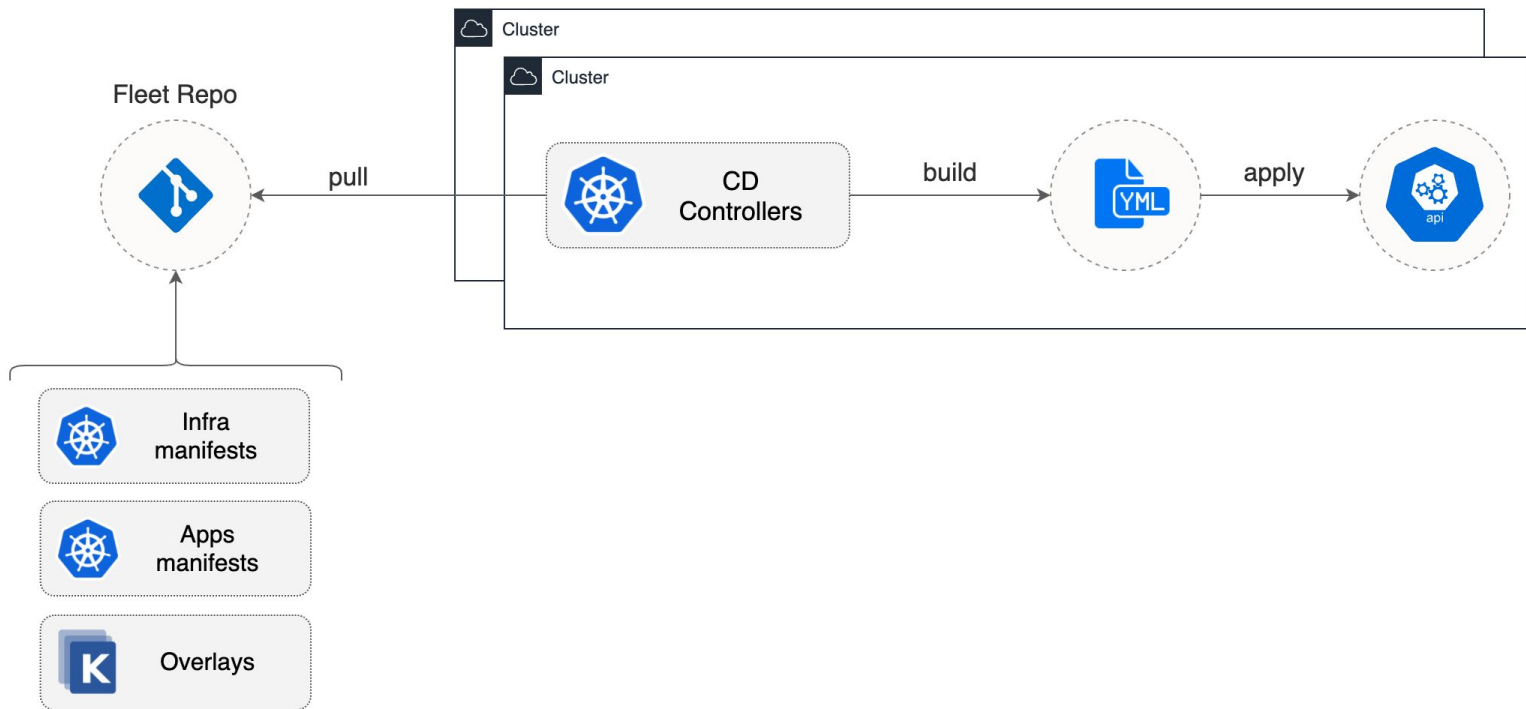 Cluster
Cluster
Fleet Repo
pull
CD
Controllers
build
YML
apply
api
Infra
manifests
Apps
manifests
K
Overlays